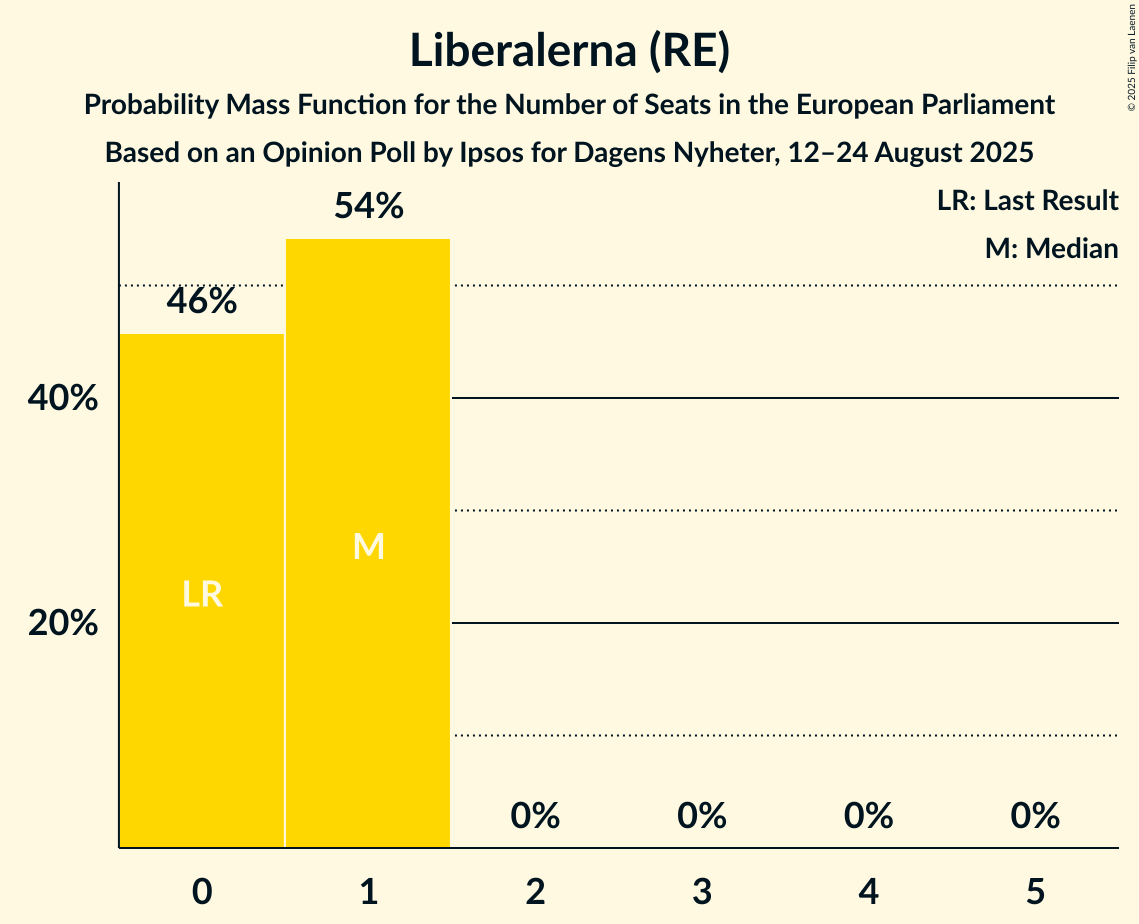 Liberalerna (RE)
Probability Mass Function for the Number of Seats in the European Parliament
Based on an Opinion Poll by Ipsos for Dagens Nyheter, 12–24 August 2025
© 2025 Filip van Laenen
LR: Last Result
M: Median
54%
46%
40%
M
LR
20%
0% 0% 0% 0%
0 1 2 3 4 5